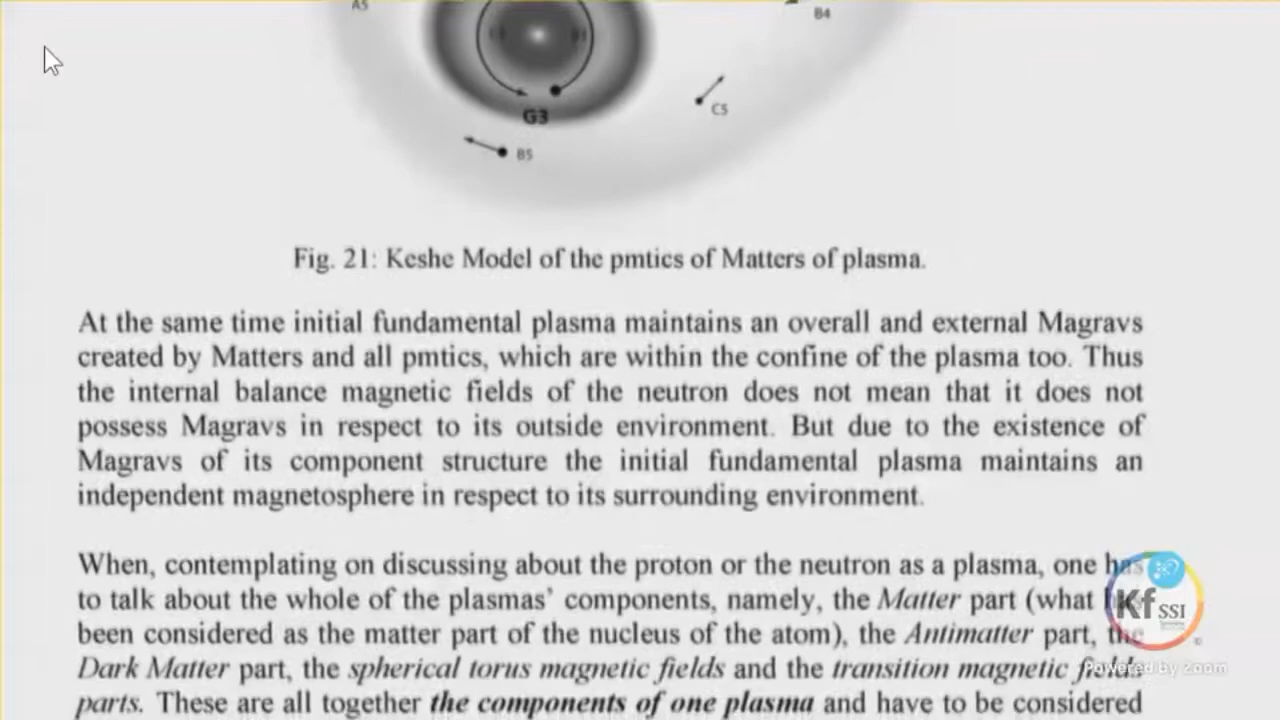 A5
B4
C5
G3
B5
Fig. 21: Keshe Model of the pmtics of Matters of plasma.
At the same time initial fundamental plasma maintains an overall and external Magravs
created by Matters and all pmtics, which are within the confine of the plasma too. Thus
the internal balance magnetic fields of the neutron does not mean that it does not
possess Magravs in respect to its outside environment. But due to the existence of
Magravs of its component structure the initial fundamental plasma maintains an
independent magnetosphere in respect to its surrounding environment.
When, contemplating on discussing about the proton or the neutron as a plasma, one has
to talk about the whole of the plasmas' components, namely, the Matter part (what
been considered as the matter part of the nucleus of the atom), the Antimatter part, the
Dark Matter part, the spherical torus magnetic fields and the transition magnetic fields
parts. These are all together the components of one plasma and have to be considered
Kf SSI
Powered by Zoom